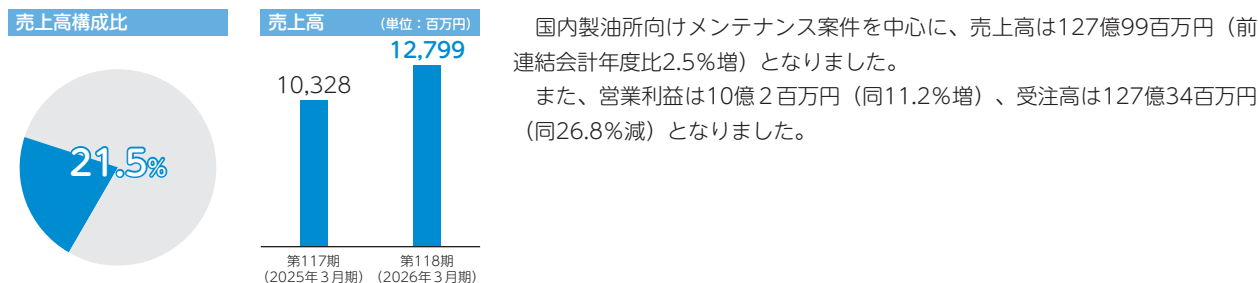 売上高構成比
21.5%
売上高 (単位:百万円)
10,328
12,799
第117期
(2025年3月期)
第118期
(2026年3月期)
国内製油所向けメンテナンス案件を中心に、売上高は127億99百万円(前
連結会計年度比2.5%増)となりました。
また、営業利益は10億2百万円(同11.2%増)、受注高は127億34百万円
(同26.8%減)となりました。